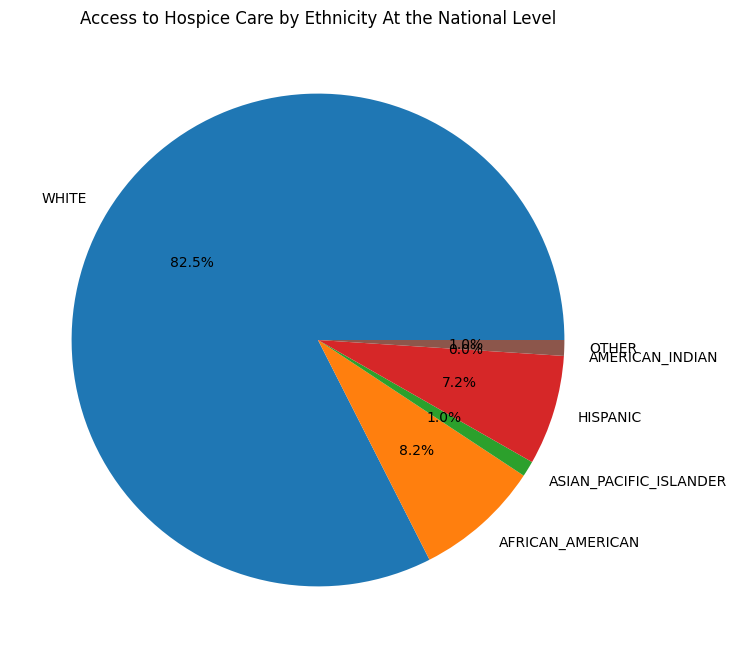 Access to Hospice Care by Ethnicity At the National Level
WHITE
82.5%
1.0%
0.0%
OTHER
AMERICAN_INDIAN
7.2%
HISPANIC
1.0%
8.2%
ASIAN_PACIFIC_ISLANDER
AFRICAN_AMERICAN